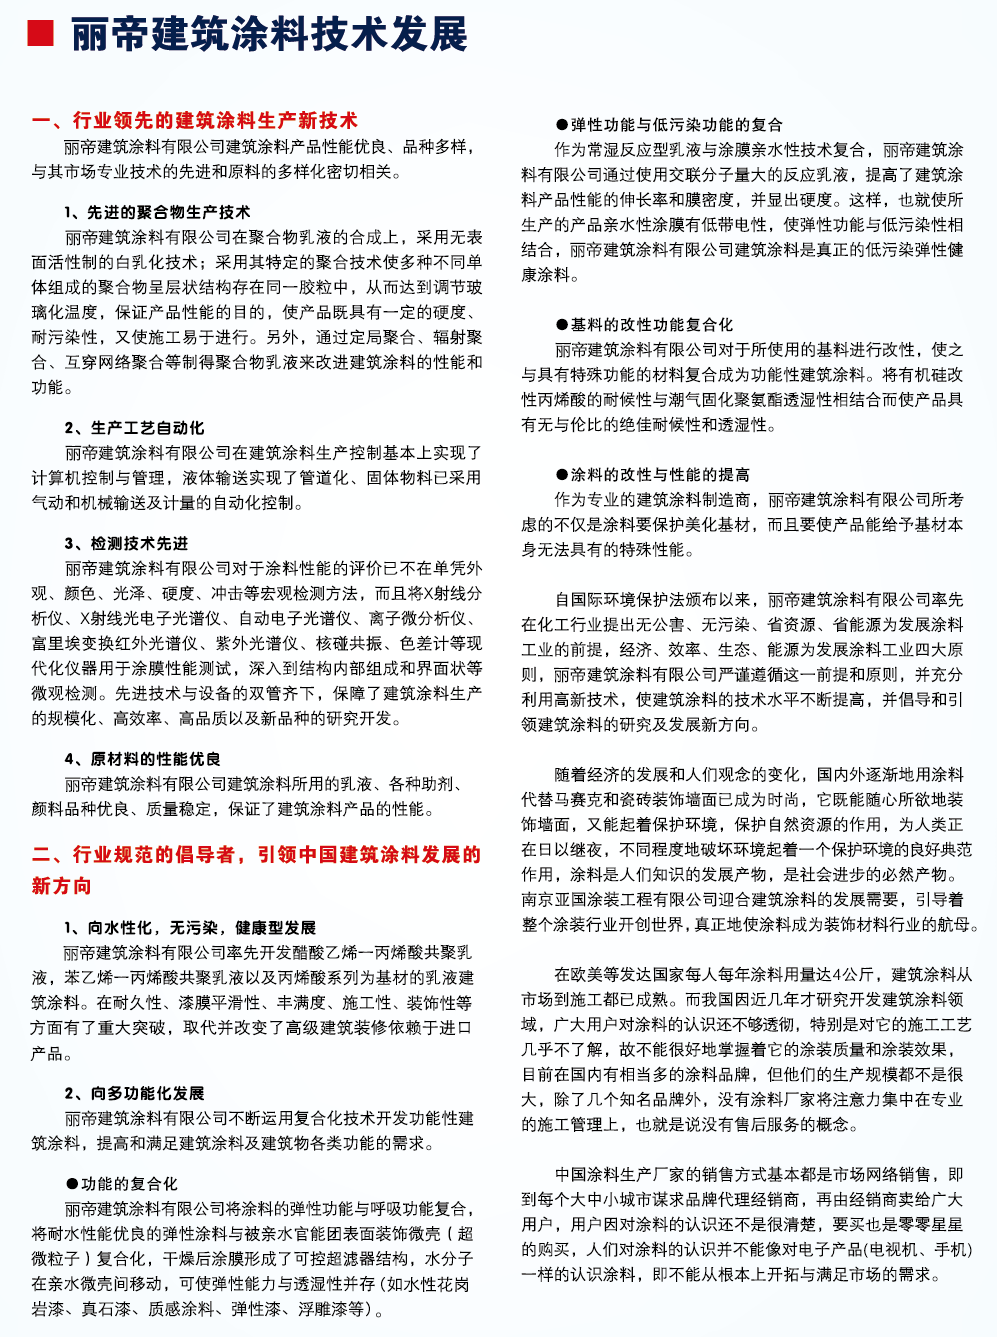 丽帝建筑涂料技术发展
一、行业领先的建筑涂料生产新技术
丽帝建筑涂料有限公司建筑涂料产品性能优良、品种多样，
与其市场专业技术的先进和原料的多样化密切相关。
1、先进的聚合物生产技术
丽帝建筑涂料有限公司在聚合物乳液的合成上，采用无表
面活性制的白乳化技术；采用其特定的聚合技术使多种不同单
体组成的聚合物呈层状结构存在同一胶粒中，从而达到调节玻
璃化温度，保证产品性能的目的，使产品既具有一定的硬度、
耐污染性，又使施工易于进行。另外，通过定局聚合、辐射聚
合、互穿网络聚合等制得聚合物乳液来改进建筑涂料的性能和
功能。
2、生产工艺自动化
丽帝建筑涂料有限公司在建筑涂料生产控制基本上实现了
计算机控制与管理，液体输送实现了管道化、固体物料已采用
气动和机械输送及计量的自动化控制。
3、检测技术先进
丽帝建筑涂料有限公司对于涂料性能的评价已不在单凭外
观、颜色、光泽、硬度、冲击等宏观检测方法，而且将X射线分
析仪、X射线光电子光谱仪、自动电子光谱仪、离子微分析仪、
富里埃变换红外光谱仪、紫外光谱仪、核碰共振、色差计等现
代化仪器用于涂膜性能测试，深入到结构内部组成和界面状等
微观检测。先进技术与设备的双管齐下，保障了建筑涂料生产
的规模化、高效率、高品质以及新品种的研究开发。
4、原材料的性能优良
丽帝建筑涂料有限公司建筑涂料所用的乳液、各种助剂、
颜料品种优良、质量稳定，保证了建筑涂料产品的性能。
二、行业规范的倡导者，引领中国建筑涂料发展的
新方向
1、向水性化，无污染，健康型发展
丽帝建筑涂料有限公司率先开发醋酸乙烯一丙烯酸共聚乳
液，苯乙烯一丙烯酸共聚乳液以及丙烯酸系列为基材的乳液建
筑涂料。在耐久性、漆膜平滑性、丰满度、施工性、装饰性等
方面有了重大突破，取代并改变了高级建筑装修依赖于进口
产品。
2、向多功能化发展
丽帝建筑涂料有限公司不断运用复合化技术开发功能性建
筑涂料，提高和满足建筑涂料及建筑物各类功能的需求。
●功能的复合化
丽帝建筑涂料有限公司将涂料的弹性功能与呼吸功能复合，
将耐水性能优良的弹性涂料与被亲水官能团表面装饰微壳（超
微粒子）复合化，干燥后涂膜形成了可控超滤器结构，水分子
在亲水微壳间移动，可使弹性能力与透湿性并存(如水性花岗
岩漆、真石漆、质感涂料、弹性漆、浮雕漆等)。
●弹性功能与低污染功能的复合
作为常湿反应型乳液与涂膜亲水性技术复合，丽帝建筑涂
料有限公司通过使用交联分子量大的反应乳液，提高了建筑涂
料产品性能的伸长率和膜密度，并显出硬度。这样，也就使所
生产的产品亲水性涂膜有低带电性，使弹性功能与低污染性相
结合，丽帝建筑涂料有限公司建筑涂料是真正的低污染弹性健
康涂料。
●基料的改性功能复合化
丽帝建筑涂料有限公司对于所使用的基料进行改性，使之
与具有特殊功能的材料复合成为功能性建筑涂料。将有机硅改
性丙烯酸的耐候性与潮气固化聚氨酯透湿性相结合而使产品具
有无与伦比的绝佳耐候性和透湿性。
●涂料的改性与性能的提高
作为专业的建筑涂料制造商，丽帝建筑涂料有限公司所考
虑的不仅是涂料要保护美化基材，而且要使产品能给予基材本
身无法具有的特殊性能。
自国际环境保护法颁布以来，丽帝建筑涂料有限公司率先
在化工行业提出无公害、无污染、省资源、省能源为发展涂料
工业的前提，经济、效率、生态、能源为发展涂料工业四大原
则，丽帝建筑涂料有限公司严谨遵循这一前提和原则，并充分
利用高新技术，使建筑涂料的技术水平不断提高，并倡导和引
领建筑涂料的研究及发展新方向。
随着经济的发展和人们观念的变化，国内外逐渐地用涂料
代替马赛克和瓷砖装饰墙面已成为时尚，它既能随心所欲地装
饰墙面，又能起着保护环境，保护自然资源的作用，为人类正
在日以继夜，不同程度地破坏环境起着一个保护环境的良好典范
作用，涂料是人们知识的发展产物，是社会进步的必然产物。
南京亚国涂装工程有限公司迎合建筑涂料的发展需要，引导着
整个涂装行业开创世界,真正地使涂料成为装饰材料行业的航母。
在欧美等发达国家每人每年涂料用量达4公斤，建筑涂料从
市场到施工都已成熟。而我国因近几年才研究开发建筑涂料领
域，广大用户对涂料的认识还不够透彻，特别是对它的施工工艺
几乎不了解，故不能很好地掌握着它的涂装质量和涂装效果，
目前在国内有相当多的涂料品牌，但他们的生产规模都不是很
大，除了几个知名品牌外，没有涂料厂家将注意力集中在专业
的施工管理上，也就是说没有售后服务的概念。
中国涂料生产厂家的销售方式基本都是市场网络销售，即
到每个大中小城市谋求品牌代理经销商，再由经销商卖给广大
用户，用户因对涂料的认识还不是很清楚，要买也是零零星星
的购买，人们对涂料的认识并不能像对电子产品(电视机、手机)
一样的认识涂料，即不能从根本上开拓与满足市场的需求。